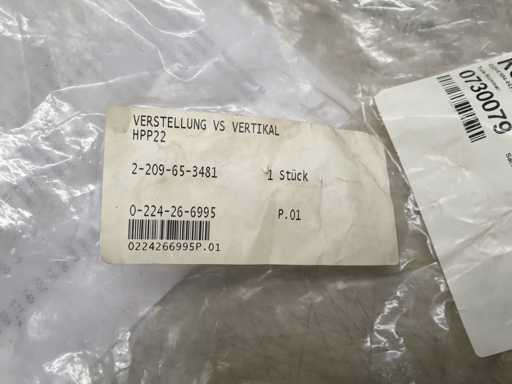 VERSTELLUNG VS VERTIKAL
HPP22
2-209-65-3481 1 Stück
0-224-26-6995 P.01
0224266995P.01
0730079